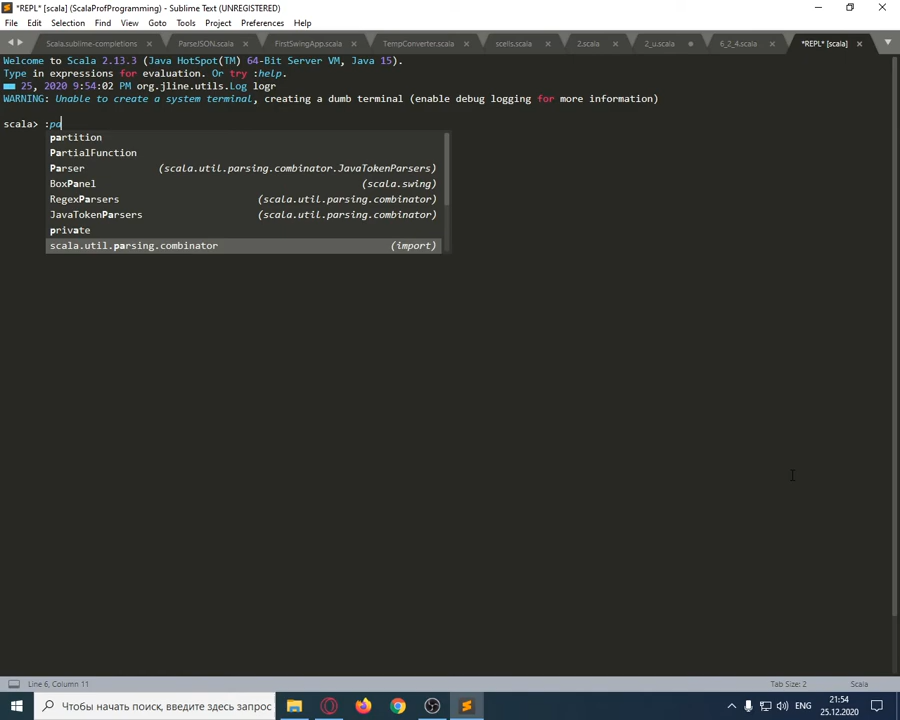 *REPL* [scala] (ScalaProfProgramming) - Sublime Text (UNREGISTERED)
File Edit Selection Find View Goto Tools Project Preferences Help
Scala.sublime-completions ParseJSON.scala FirstSwingApp.scala TempConverter.scala scells.scala 2.scala 2_u.scala 6_2_4.scala *REPL* [scala]
Welcome to Scala 2.13.3 (Java HotSpot(TM) 64-Bit Server VM, Java 15).
Type in expressions for evaluation. Or try :help.
25, 2020 9:54:02 PM org.jline.utils.Log logr
WARNING: Unable to create a system terminal, creating a dumb terminal (enable debug logging for more information)
scala> :pa
partition
PartialFunction
Parser (scala.util.parsing.combinator.JavaTokenParsers)
BoxPanel (scala.swing)
RegexParsers (scala.util.parsing.combinator)
JavaTokenParsers (scala.util.parsing.combinator)
private
scala.util.parsing.combinator (import)
Line 6, Column 11 Tab Size: 2 Scala
Чтобы начать поиск, введите здесь запрос ENG 21:54
25.12.2020